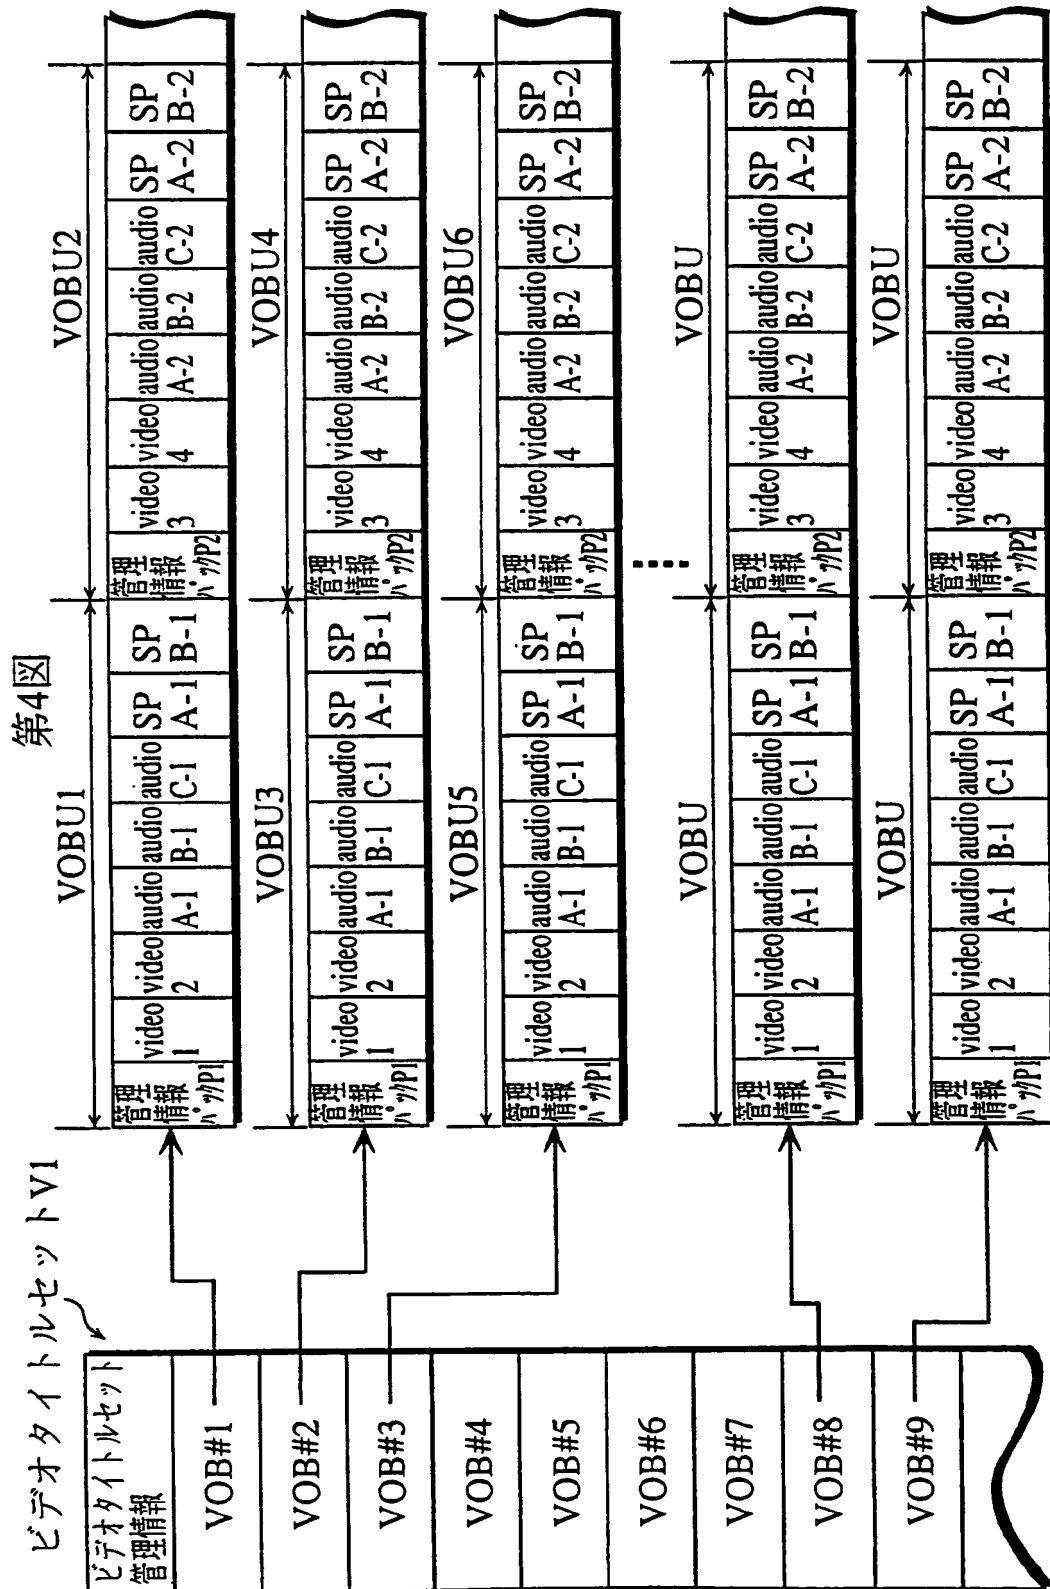 第4図
ビデオタイトルセットV1
ビデオタイトルセット
管理情報
VOB#1
VOB#2
VOB#3
VOB#4
VOB#5
VOB#6
VOB#7
VOB#8
VOB#9
VOBU1
VOBU2
管理
情報
パックP1
video
1
video
2
audio
A-1
audio
B-1
audio
C-1
SP
A-1
SP
B-1
管理
情報
パックP2
video
3
video
4
audio
A-2
audio
B-2
audio
C-2
SP
A-2
SP
B-2
VOBU3
VOBU4
管理
情報
パックP1
video
1
video
2
audio
A-1
audio
B-1
audio
C-1
SP
A-1
SP
B-1
管理
情報
パックP2
video
3
video
4
audio
A-2
audio
B-2
audio
C-2
SP
A-2
SP
B-2
VOBU5
VOBU6
管理
情報
パックP1
video
1
video
2
audio
A-1
audio
B-1
audio
C-1
SP
A-1
SP
B-1
管理
情報
パックP2
video
3
video
4
audio
A-2
audio
B-2
audio
C-2
SP
A-2
SP
B-2
VOBU
VOBU
管理
情報
パックP1
video
1
video
2
audio
A-1
audio
B-1
audio
C-1
SP
A-1
SP
B-1
管理
情報
パックP2
video
3
video
4
audio
A-2
audio
B-2
audio
C-2
SP
A-2
SP
B-2
VOBU
VOBU
管理
情報
パックP1
video
1
video
2
audio
A-1
audio
B-1
audio
C-1
SP
A-1
SP
B-1
管理
情報
パックP2
video
3
video
4
audio
A-2
audio
B-2
audio
C-2
SP
A-2
SP
B-2